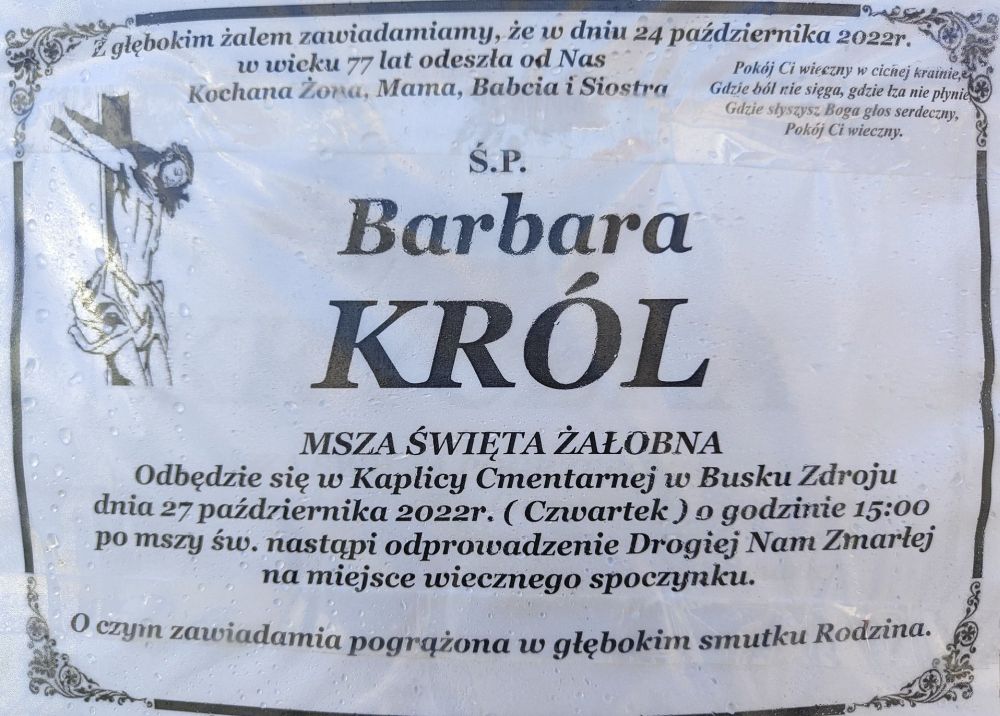 Z głębokim żalem zawiadamiamy, że w dniu 24 października 2022r.
w wieku 77 lat odeszła od Nas
Kochana Żona, Mama, Babcia i Siostra
Pokój Ci wieczny w cichej krainie,
Gdzie ból nie sięga, gdzie łza nie płynie,
Gdzie słyszysz Boga głos serdeczny,
Pokój Ci wieczny.
Ś.P.
Barbara
KRÓL
MSZA ŚWIĘTA ŻAŁOBNA
Odbędzie się w Kaplicy Cmentarnej w Busku Zdroju
dnia 27 października 2022r. ( Czwartek ) o godzinie 15:00
po mszy św. nastąpi odprowadzenie Drogiej Nam Zmarłej
na miejsce wiecznego spoczynku.
O czym zawiadamia pogrążona w głębokim smutku Rodzina.